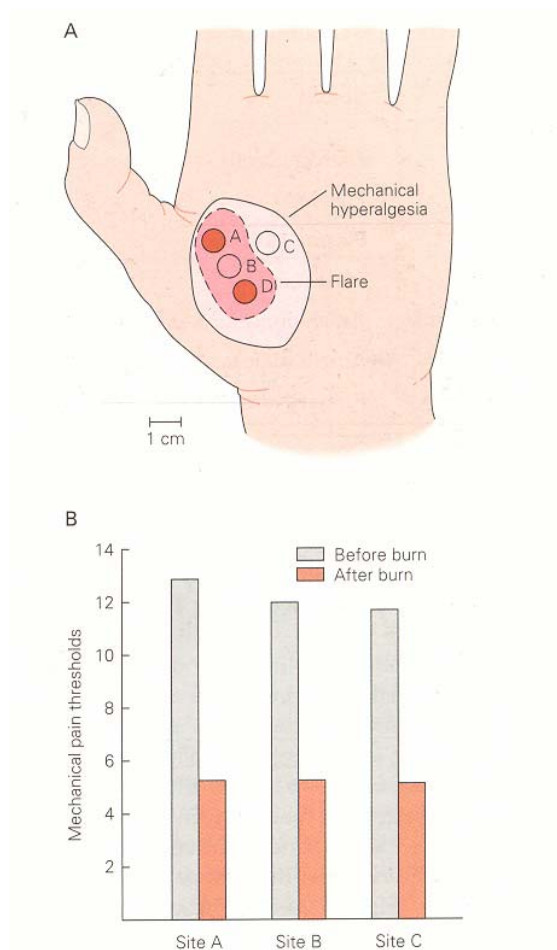 A
Mechanical
hyperalgesia
A
C
B
D
Flare
1 cm
B
14
Before burn
After burn
12
10
8
6
4
2
Mechanical pain thresholds
Site A
Site B
Site C